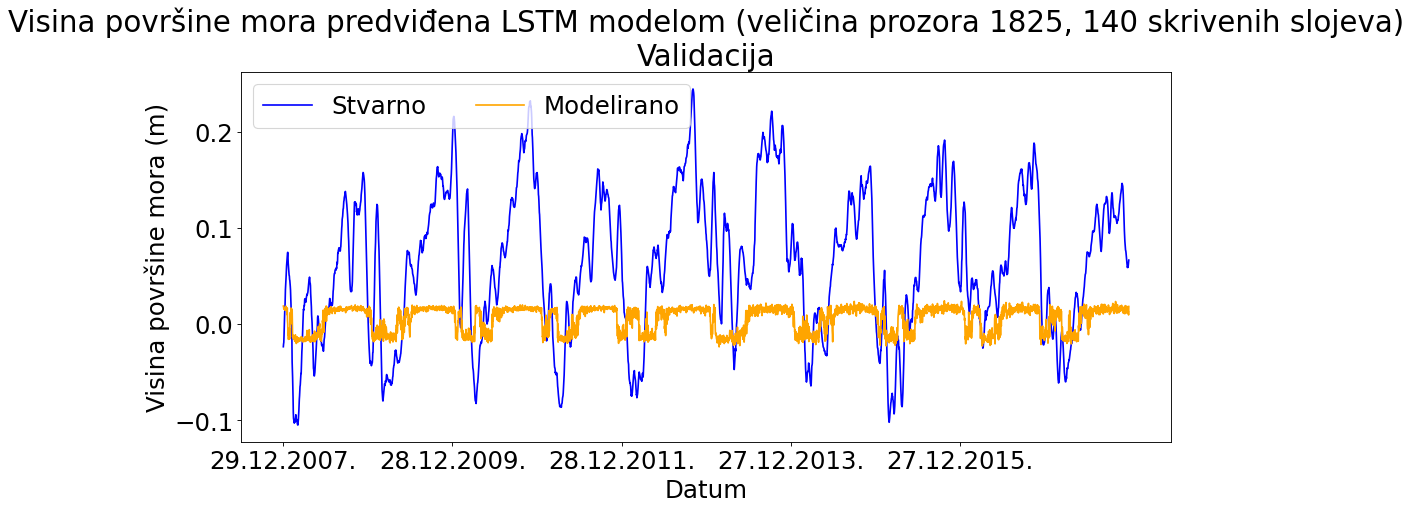 Visina površine mora predviđena LSTM modelom (veličina prozora 1825, 140 skrivenih slojeva)
Validacija
Stvarno Modelirano
Visina površine mora (m)
0.2
0.1
0.0
−0.1
29.12.2007. 28.12.2009. 28.12.2011. 27.12.2013. 27.12.2015.
Datum